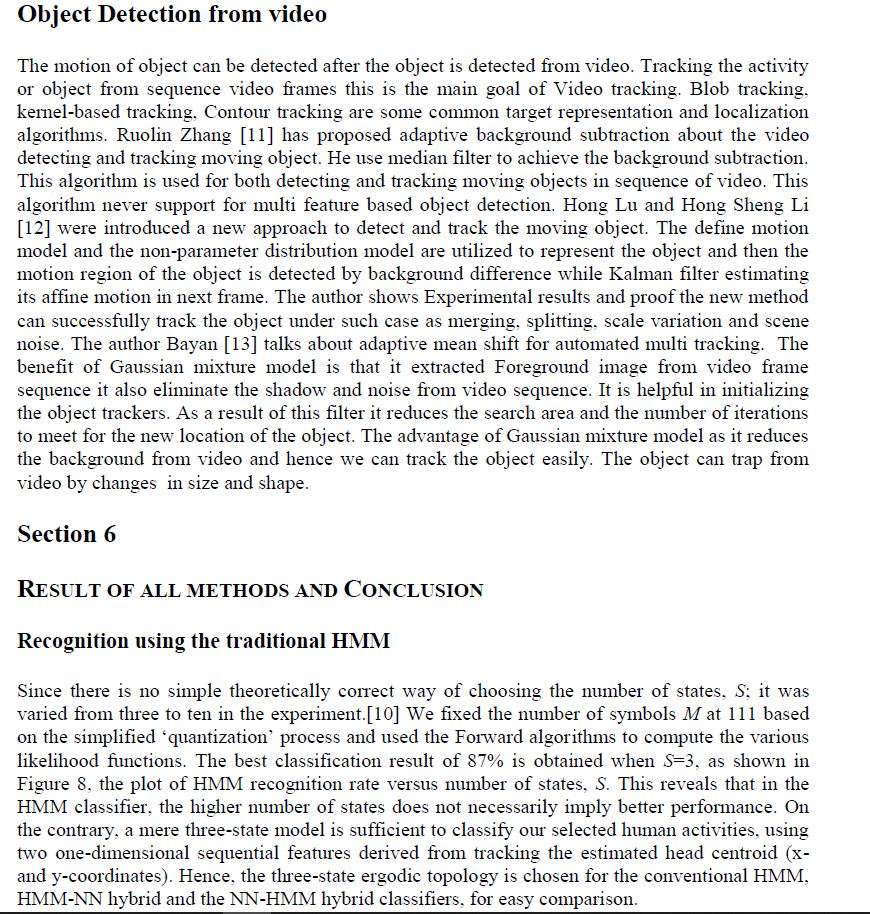 Object Detection from video
The motion of object can be detected after the object is detected from video. Tracking the activity
or object from sequence video frames this is the main goal of Video tracking. Blob tracking,
kernel-based tracking, Contour tracking are some common target representation and localization
algorithms. Ruolin Zhang [11] has proposed adaptive background subtraction about the video
detecting and tracking moving object. He use median filter to achieve the background subtraction.
This algorithm is used for both detecting and tracking moving objects in sequence of video. This
algorithm never support for multi feature based object detection. Hong Lu and Hong Sheng Li
[12] were introduced a new approach to detect and track the moving object. The define motion
model and the non-parameter distribution model are utilized to represent the object and then the
motion region of the object is detected by background difference while Kalman filter estimating
its affine motion in next frame. The author shows Experimental results and proof the new method
can successfully track the object under such case as merging, splitting, scale variation and scene
noise. The author Bayan [13] talks about adaptive mean shift for automated multi tracking. The
benefit of Gaussian mixture model is that it extracted Foreground image from video frame
sequence it also eliminate the shadow and noise from video sequence. It is helpful in initializing
the object trackers. As a result of this filter it reduces the search area and the number of iterations
to meet for the new location of the object. The advantage of Gaussian mixture model as it reduces
the background from video and hence we can track the object easily. The object can trap from
video by changes in size and shape.
Section 6
RESULT OF ALL METHODS AND CONCLUSION
Recognition using the traditional HMM
Since there is no simple theoretically correct way of choosing the number of states, S; it was
varied from three to ten in the experiment.[10] We fixed the number of symbols M at 111 based
on the simplified ‘quantization’ process and used the Forward algorithms to compute the various
likelihood functions. The best classification result of 87% is obtained when S=3, as shown in
Figure 8, the plot of HMM recognition rate versus number of states, S. This reveals that in the
HMM classifier, the higher number of states does not necessarily imply better performance. On
the contrary, a mere three-state model is sufficient to classify our selected human activities, using
two one-dimensional sequential features derived from tracking the estimated head centroid (x-
and y-coordinates). Hence, the three-state ergodic topology is chosen for the conventional HMM,
HMM-NN hybrid and the NN-HMM hybrid classifiers, for easy comparison.